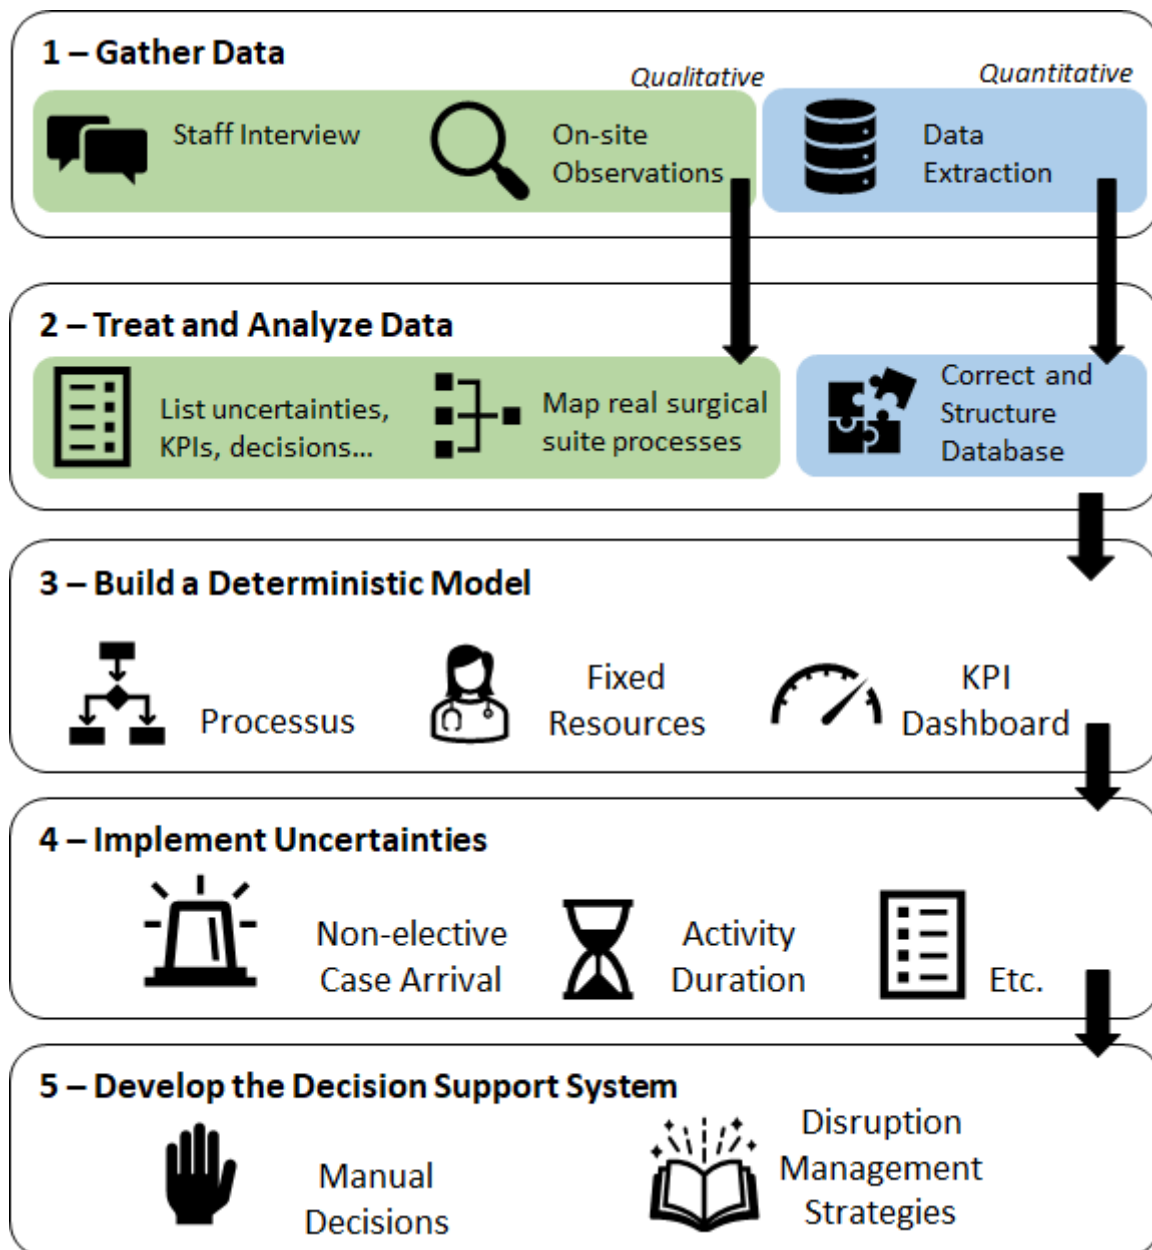 1 – Gather Data
Qualitative
Quantitative
Staff Interview
On-site
Observations
Data
Extraction
2 – Treat and Analyze Data
List uncertainties,
KPIs, decisions...
Map real surgical
suite processes
Correct and
Structure
Database
3 – Build a Deterministic Model
Processus
Fixed
Resources
KPI
Dashboard
4 – Implement Uncertainties
Non-elective
Case Arrival
Activity
Duration
Etc.
5 – Develop the Decision Support System
Manual
Decisions
Disruption
Management
Strategies